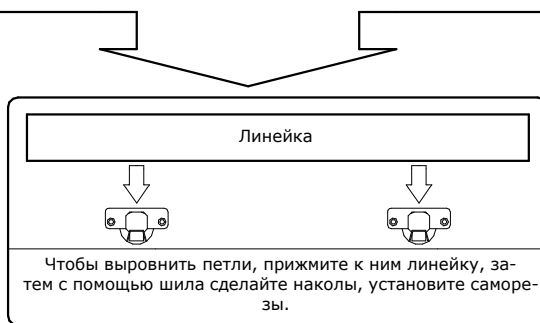 Линейка
Чтобы выровнить петли, прижмите к ним линейку, за-
тем с помощью шила сделайте наколы, установите саморе-
зы.